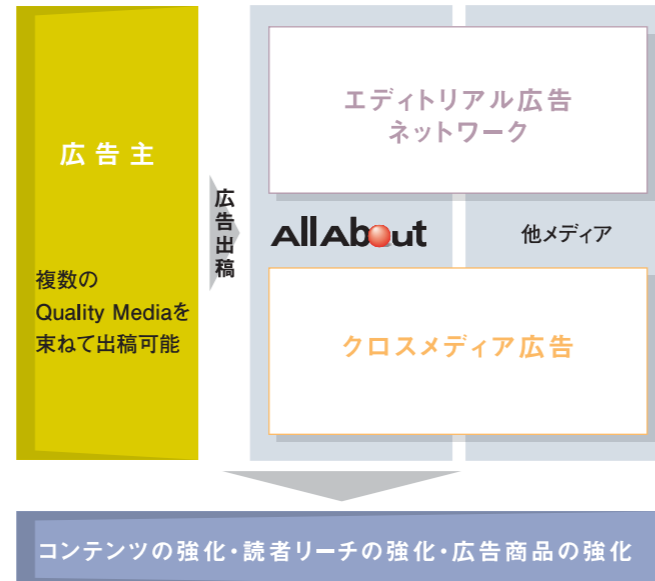 広告主
複数の
Quality Mediaを
束ねて出稿可能
広告出稿
エディトリアル広告
ネットワーク
AllAbout
他メディア
クロスメディア広告
コンテンツの強化・読者リーチの強化・広告商品の強化